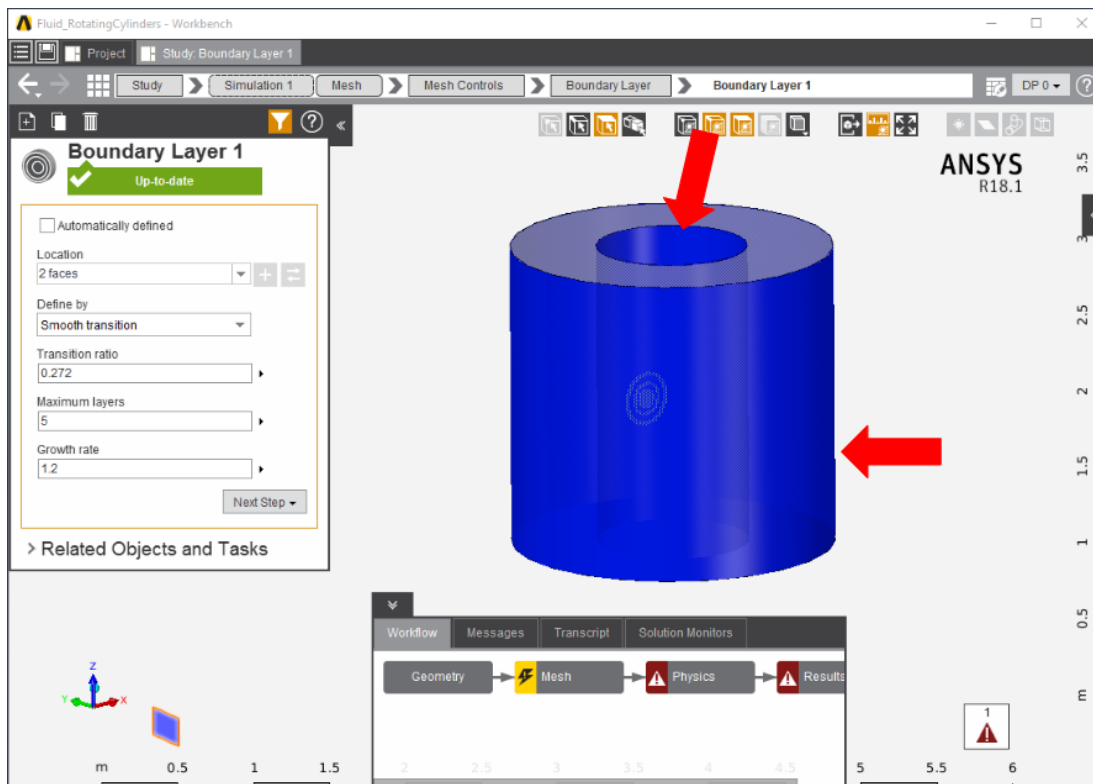 Fluid_RotatingCylinders - Workbench
Project
Study: Boundary Layer 1
Study
Simulation 1
Mesh
Mesh Controls
Boundary Layer
Boundary Layer 1
DP 0
Boundary Layer 1
Up-to-date
Automatically defined
Location
2 faces
Define by
Smooth transition
Transition ratio
0.272
Maximum layers
5
Growth rate
1.2
Next Step
Related Objects and Tasks
ANSYS
R18.1
3.5
3
2.5
2
1.5
1
0.5
m
Workflow
Messages
Transcript
Solution Monitors
Geometry
Mesh
Physics
Results
Z
Y
X
1
m
0.5
1
1.5
2
2.5
3
3.5
4
4.5
5
5.5
6